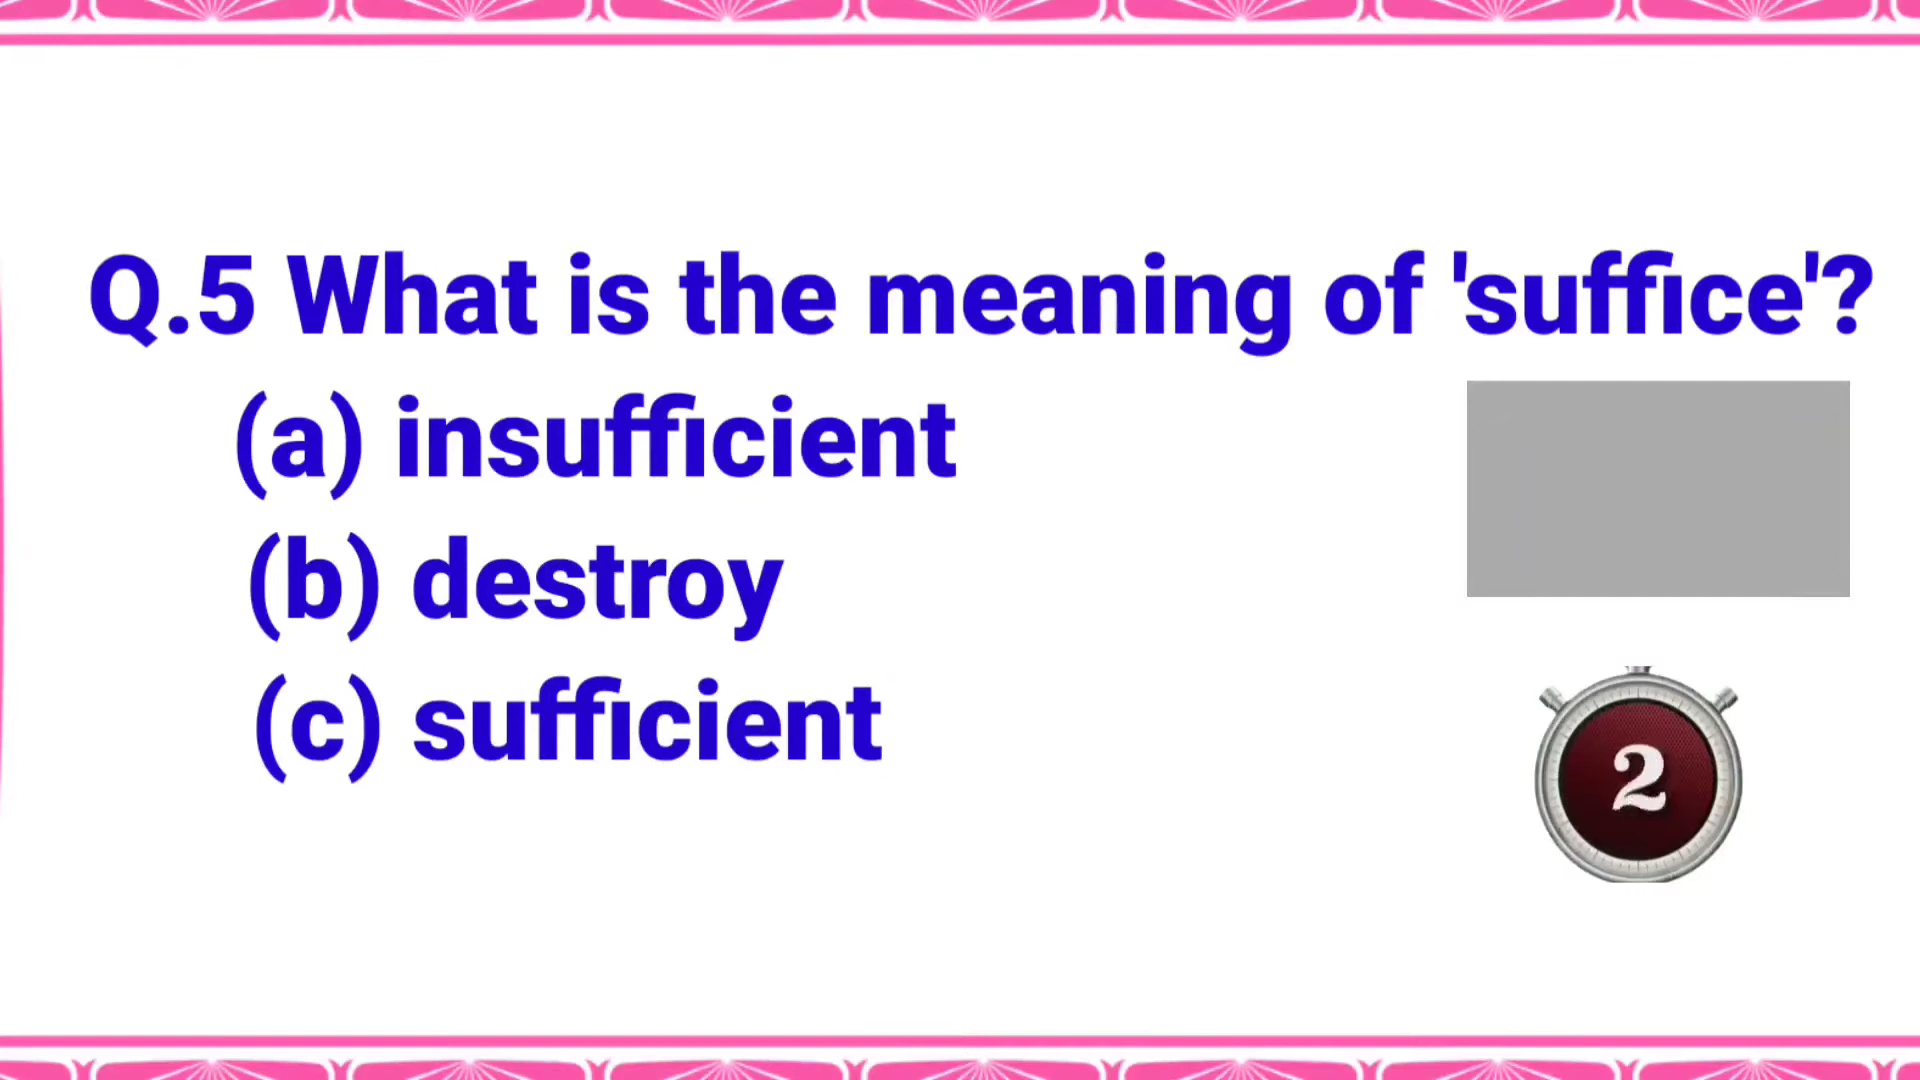 Q.5 What is the meaning of 'suffice'?
(a) insufficient
(b) destroy
(c) sufficient
2